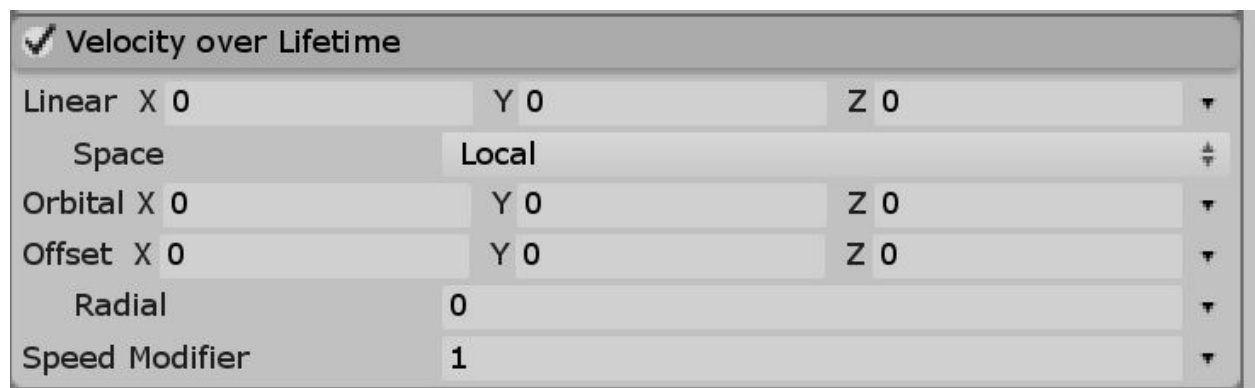 Velocity over Lifetime
Linear X 0 Y 0 Z 0
Space Local
Orbital X 0 Y 0 Z 0
Offset X 0 Y 0 Z 0
Radial 0
Speed Modifier 1